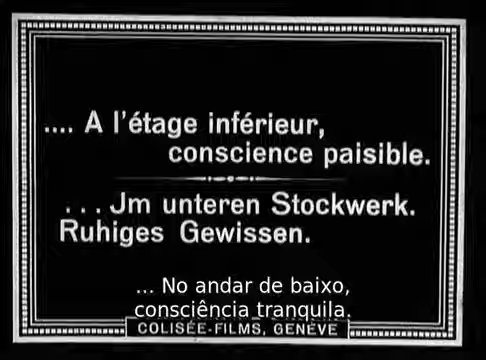 .... A l'étage inférieur,
conscience paisible.
...Jm unteren Stockwerk.
Ruhiges Gewissen.
... No andar de baixo,
consciência tranquila.
COLISÉE-FILMS, GENÈVE